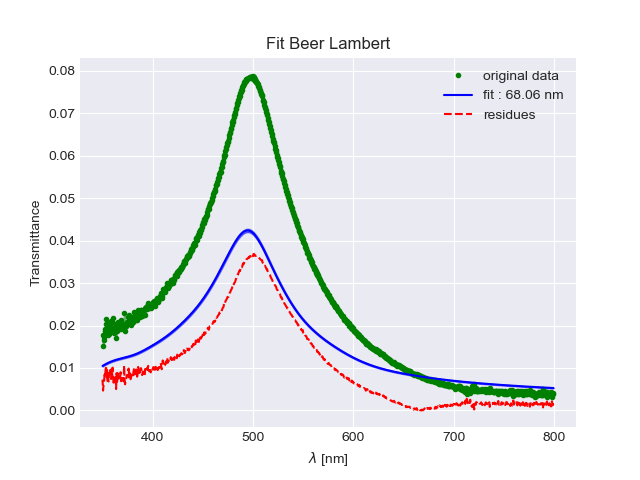 Fit Beer Lambert
original data
fit : 68.06 nm
residues
0.08
0.07
0.06
0.05
0.04
0.03
0.02
0.01
0.00
Transmittance
400 500 600 700 800
λ [nm]